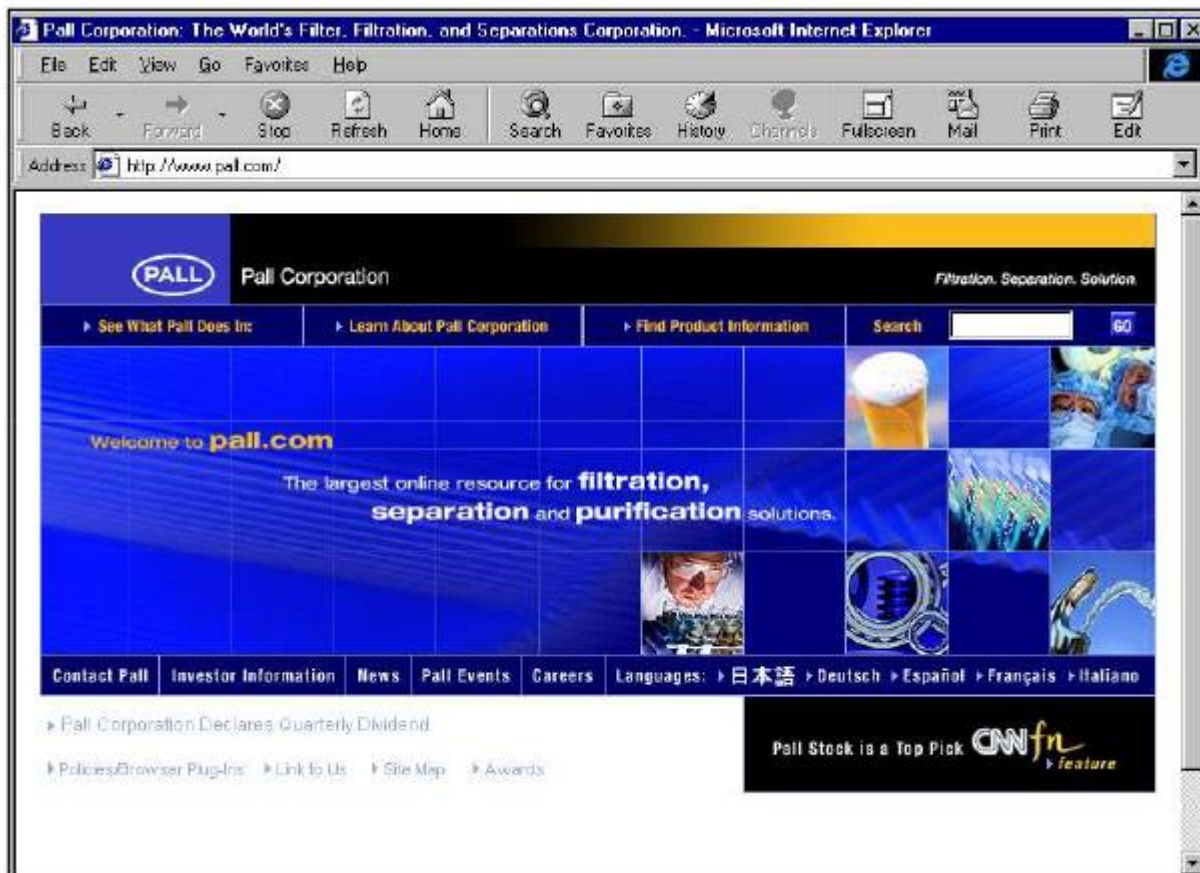 Pall Corporation: The World's Filter, Filtration, and Separations Corporation. - Microsoft Internet Explorer
File Edit View Go Favorites Help
Back Forward Stop Refresh Home Search Favorites History Channels Fullscreen Mail Print Edit
Address http://www.pall.com/
PALL Pall Corporation Filtration. Separation. Solution.
See What Pall Does In: Learn About Pall Corporation Find Product Information Search GO
Welcome to pall.com
The largest online resource for filtration,
separation and purification solutions.
Contact Pall Investor Information News Pall Events Careers Languages: 日本語 Deutsch Español Français Italiano
Pall Corporation Declares Quarterly Dividend
Pall Stock is a Top Pick CNNfn
feature
Policies/Browser Plug-Ins Link to Us Site Map Awards